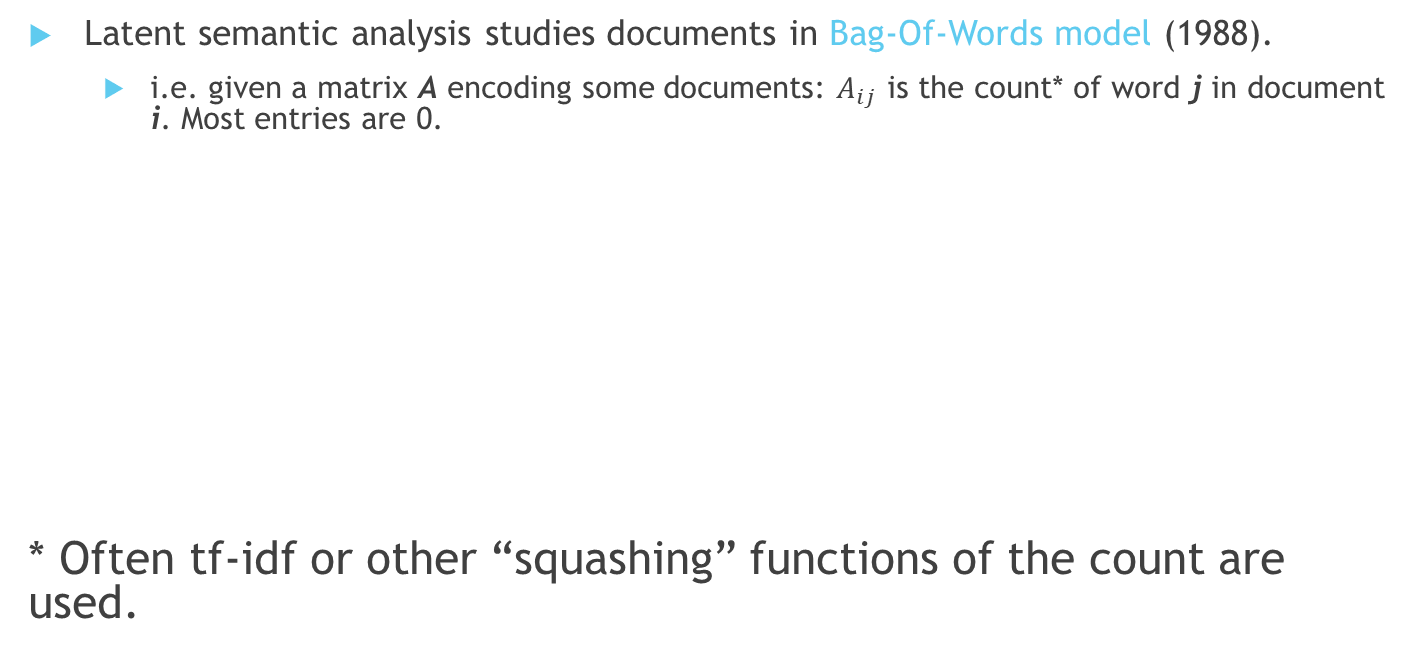 Latent semantic analysis studies documents in Bag-Of-Words model (1988).
i.e. given a matrix A encoding some documents: Aᵢⱼ is the count* of word j in document
i. Most entries are 0.
* Often tf-idf or other “squashing” functions of the count are
used.